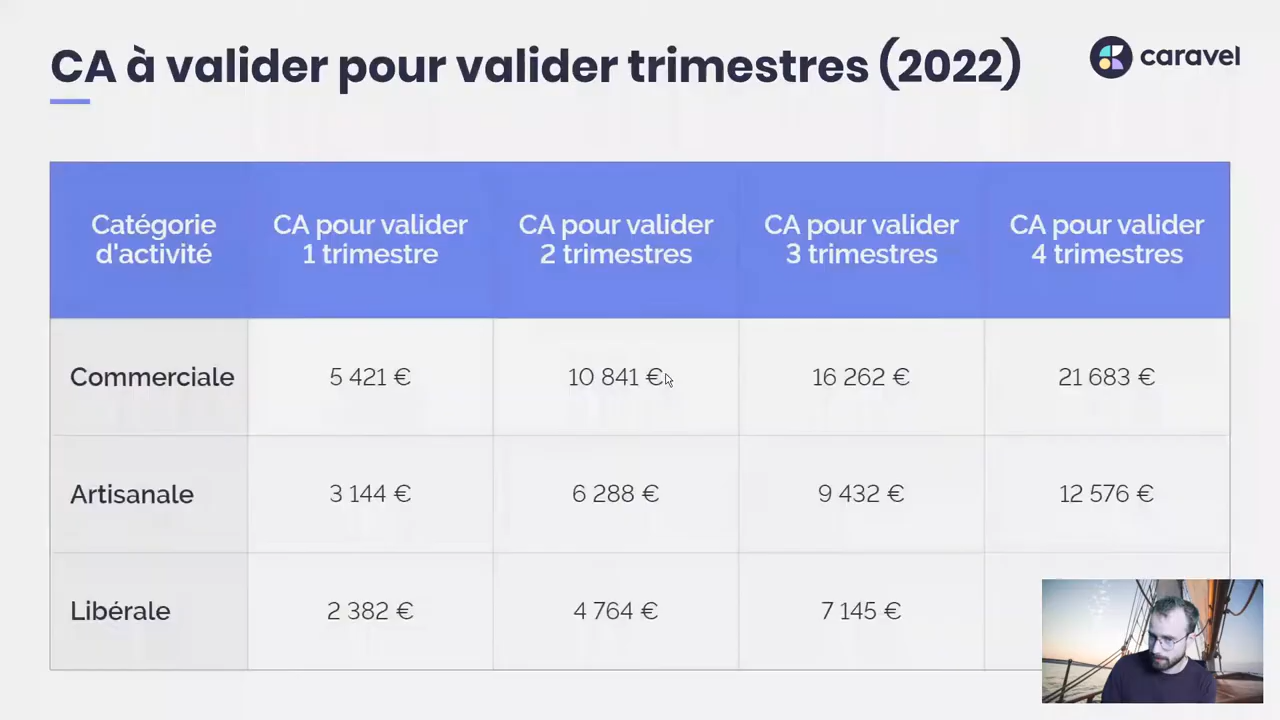 CA à valider pour valider trimestres (2022)
caravel
Catégorie d'activité
CA pour valider 1 trimestre
CA pour valider 2 trimestres
CA pour valider 3 trimestres
CA pour valider 4 trimestres
Commerciale 5 421 € 10 841 € 16 262 € 21 683 €
Artisanale 3 144 € 6 288 € 9 432 € 12 576 €
Libérale 2 382 € 4 764 € 7 145 €